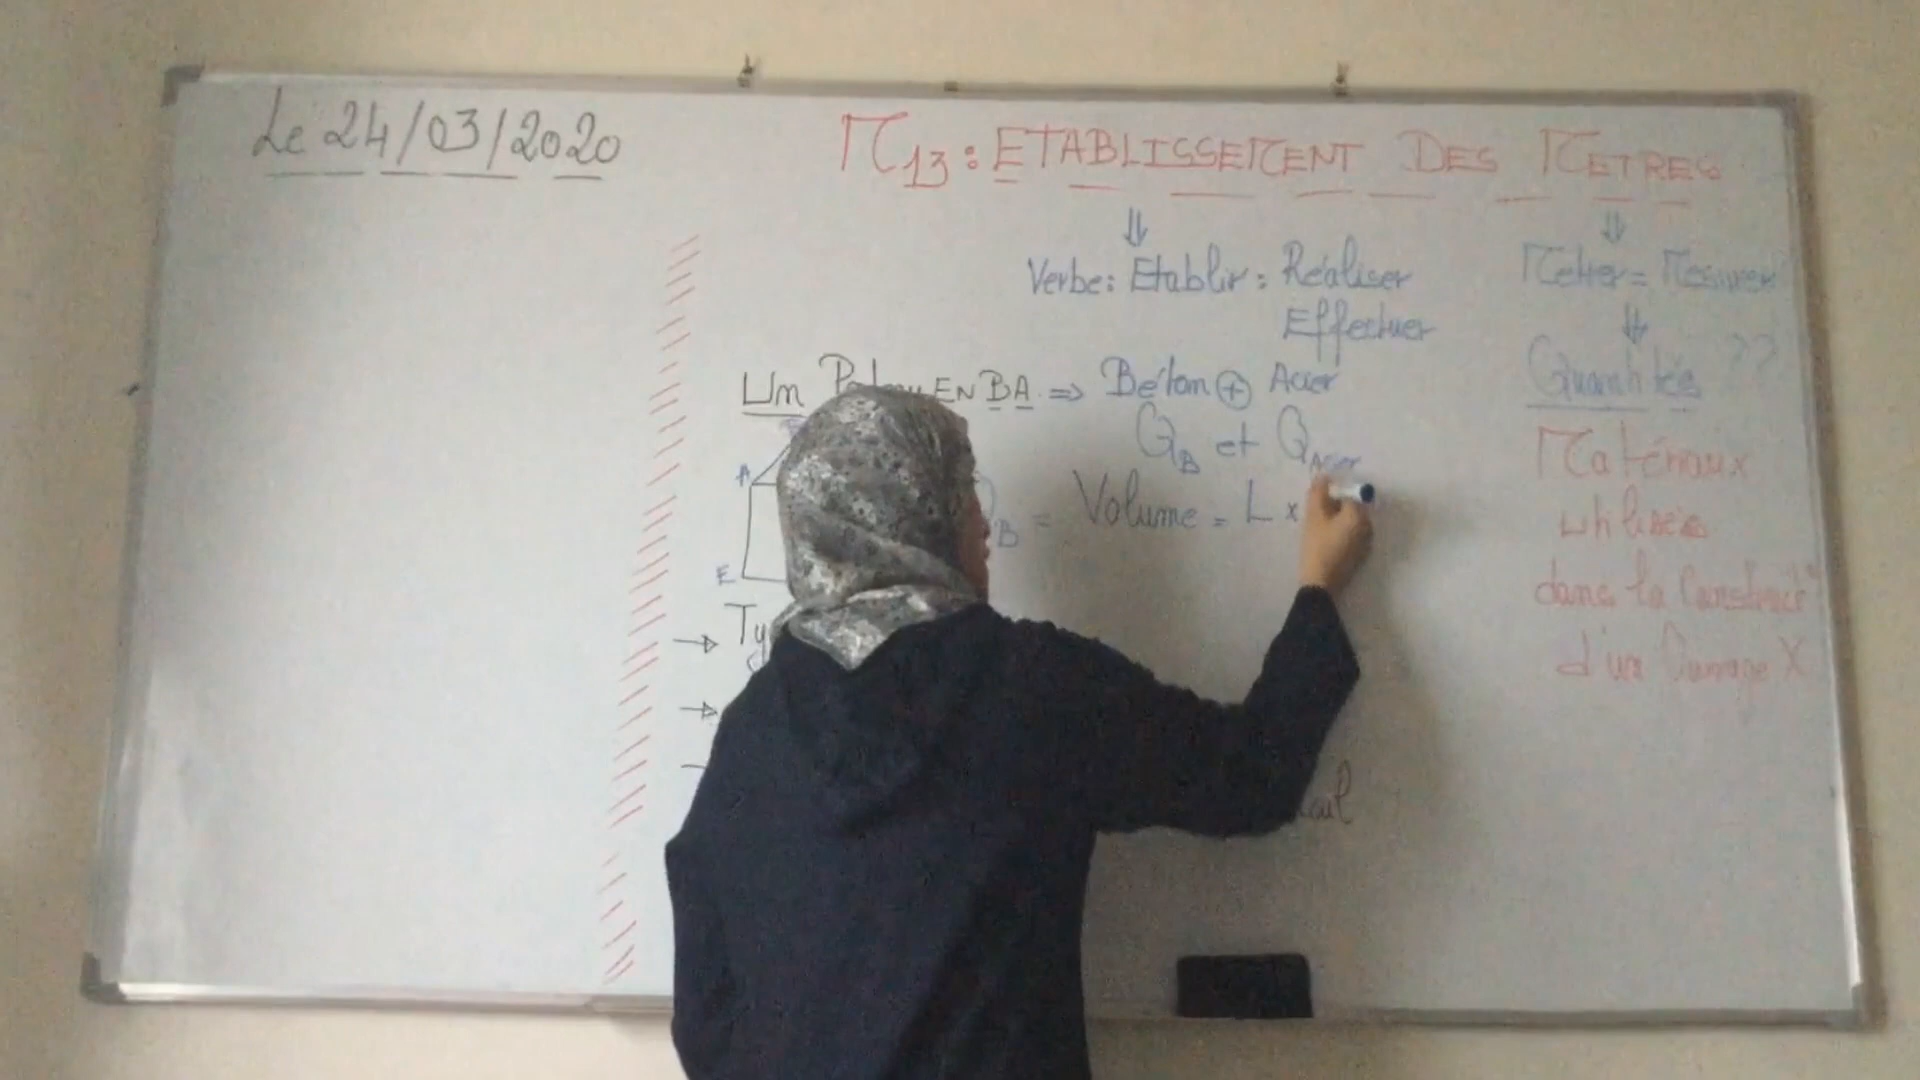 Le 24/03/2020
M13 : ETABLISSEMENT DES METRES
Verbe : Etablir = Réaliser
Effectuer
Metrer = Mesurer
Quantités ??
Matériaux
utilisés
dans la Construct°
d'un Ouvrage X
Un EN BA => Béton + Acier
QB et QAcier
A
B = Volume = L x
E
Ty